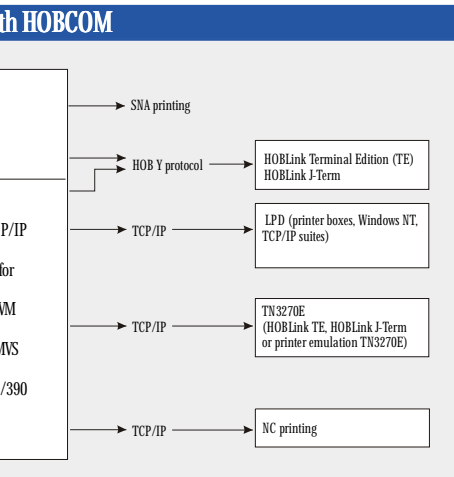 th HOBCOM
SNA printing
HOB Y protocol
HOBLink Terminal Edition (TE)
HOBLink J-Term
P/IP
TCP/IP
LPD (printer boxes, Windows NT,
TCP/IP suites)
for
VM
TN3270E
TCP/IP
(HOBLink TE, HOBLink J-Term
or printer emulation TN3270E)
MVS
/390
TCP/IP
NC printing